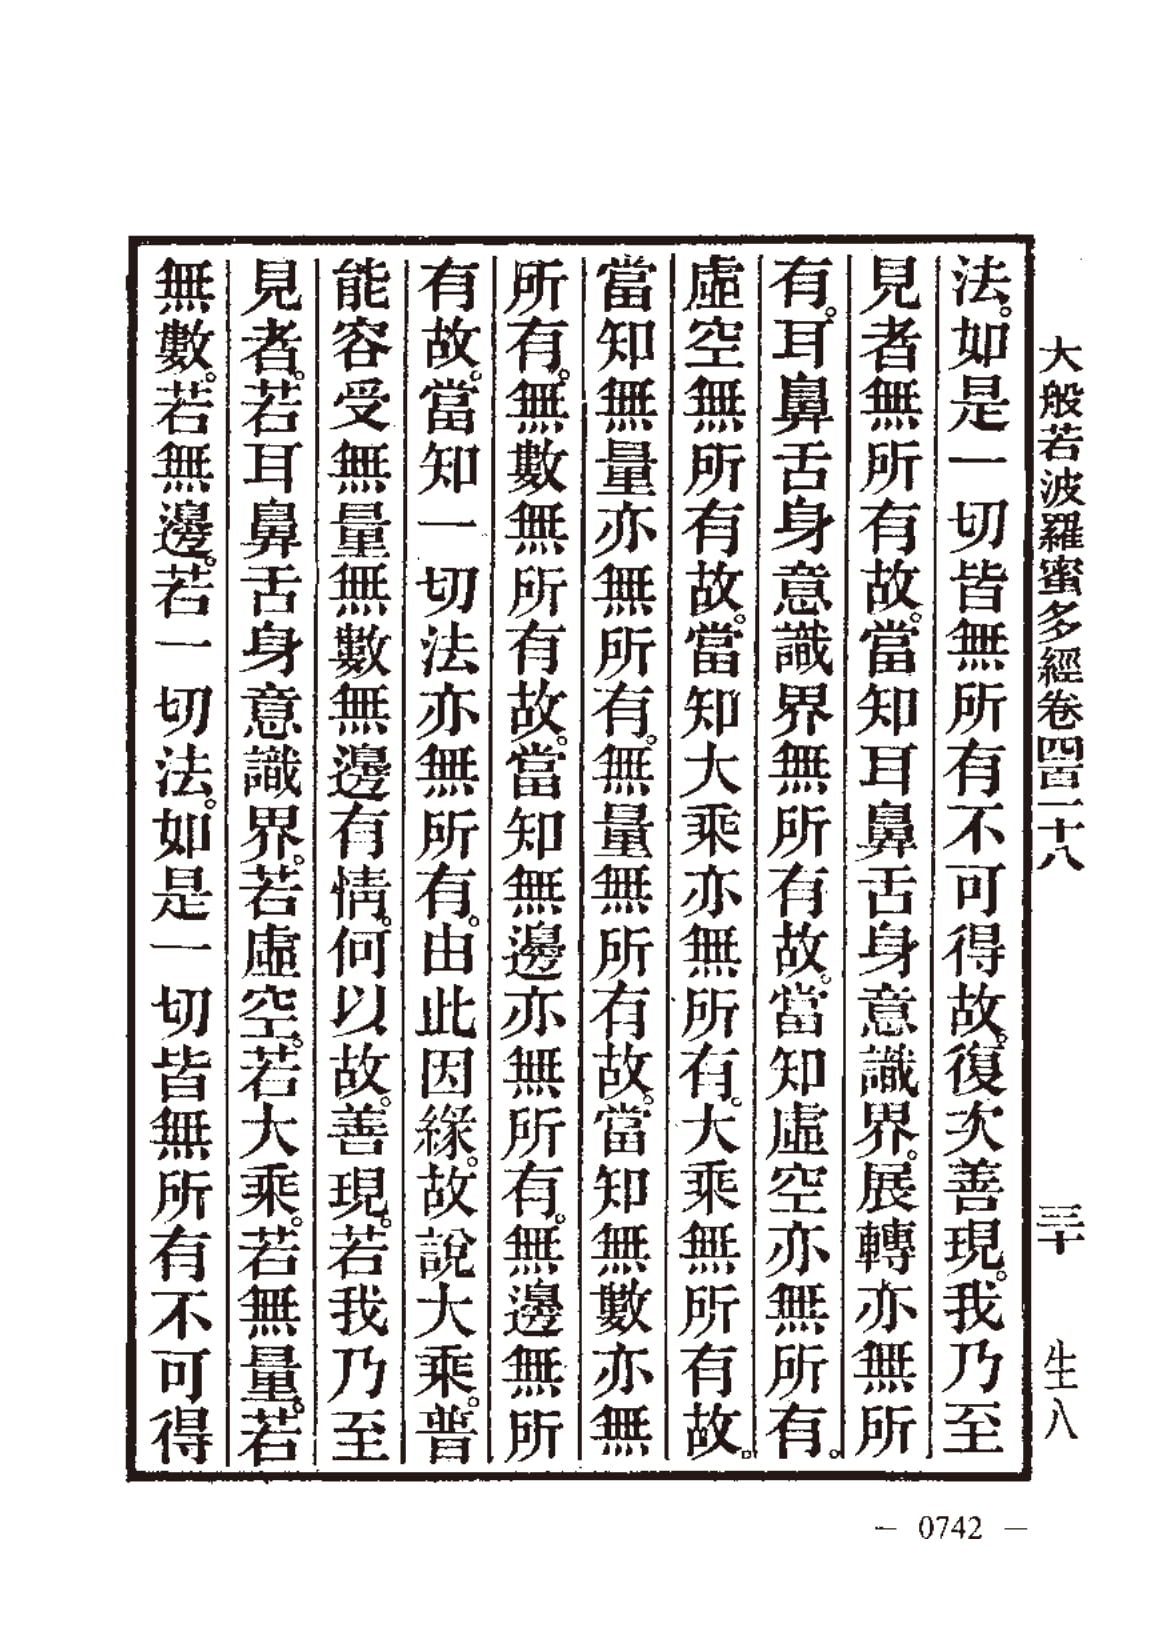 大般若波羅蜜多經卷四百一十八　三十　生八
法。如是一切皆無所有不可得故。復次善現。我乃至
見者無所有故。當知耳鼻舌身意識界。展轉亦無所
有。耳鼻舌身意識界無所有故。當知虛空亦無所有。
虛空無所有故。當知大乘亦無所有。大乘無所有故。
當知無量亦無所有。無量無所有故。當知無數亦無
所有。無數無所有故。當知無邊亦無所有。無邊無所
有故。當知一切法亦無所有。由此因緣。故說大乘。普
能容受無量無數無邊有情。何以故。善現。若我乃至
見者。若耳鼻舌身意識界。若虛空。若大乘。若無量。若
無數。若無邊。若一切法。如是一切皆無所有不可得
— 0742 —